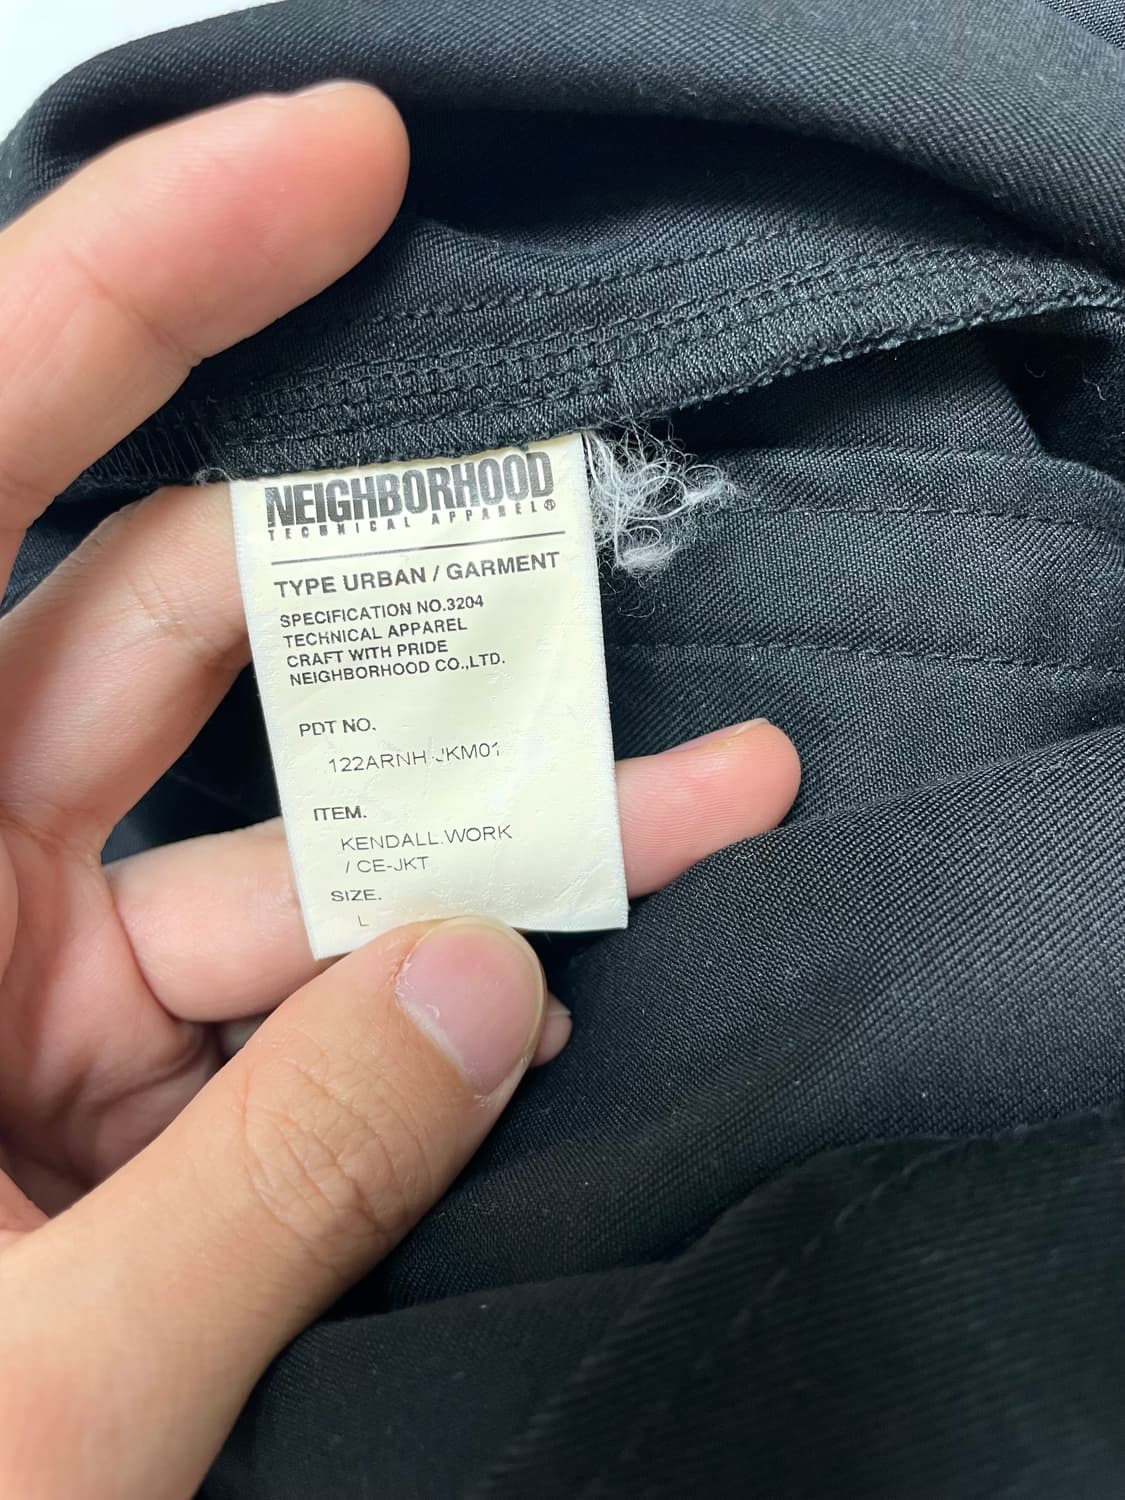 NEIGHBORHOOD
TECHNICAL APPAREL®
TYPE URBAN / GARMENT
SPECIFICATION NO.3204
TECHNICAL APPAREL
CRAFT WITH PRIDE
NEIGHBORHOOD CO.,LTD.
PDT NO.
122ARNH-JKM01
ITEM.
KENDALL.WORK
/ CE-JKT
SIZE.
L